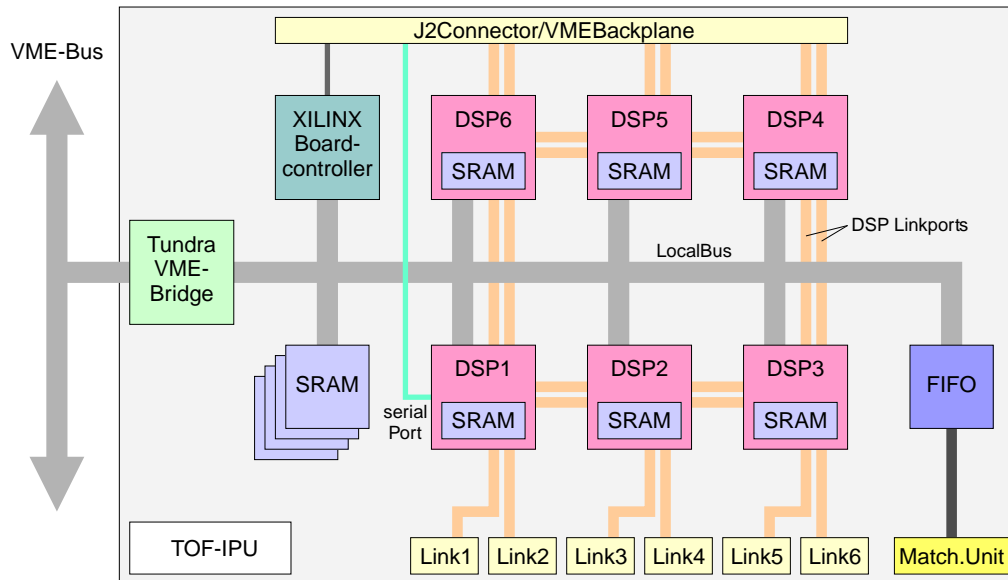 J2Connector/VMEBackplane
VME-Bus
XILINX
Board-
controller
DSP6
SRAM
DSP5
SRAM
DSP4
SRAM
DSP Linkports
Tundra
VME-
Bridge
LocalBus
SRAM
serial
Port
DSP1
SRAM
DSP2
SRAM
DSP3
SRAM
FIFO
TOF-IPU
Link1
Link2
Link3
Link4
Link5
Link6
Match.Unit